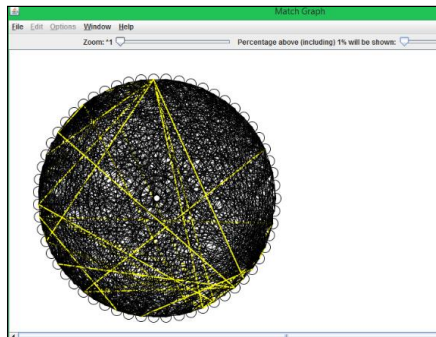 Match Graph
File Edit Options Window Help
Zoom: *1 Percentage above (including) 1% will be shown: